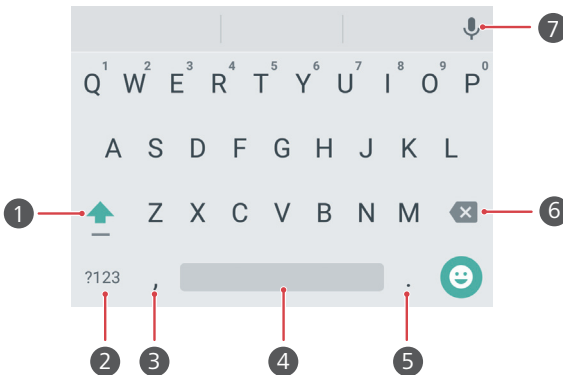 7
1 2 3 4 5 6 7 8 9 0
Q W E R T Y U I O P
A S D F G H J K L
1 Z X C V B N M 6
?123 , .
2 3 4 5